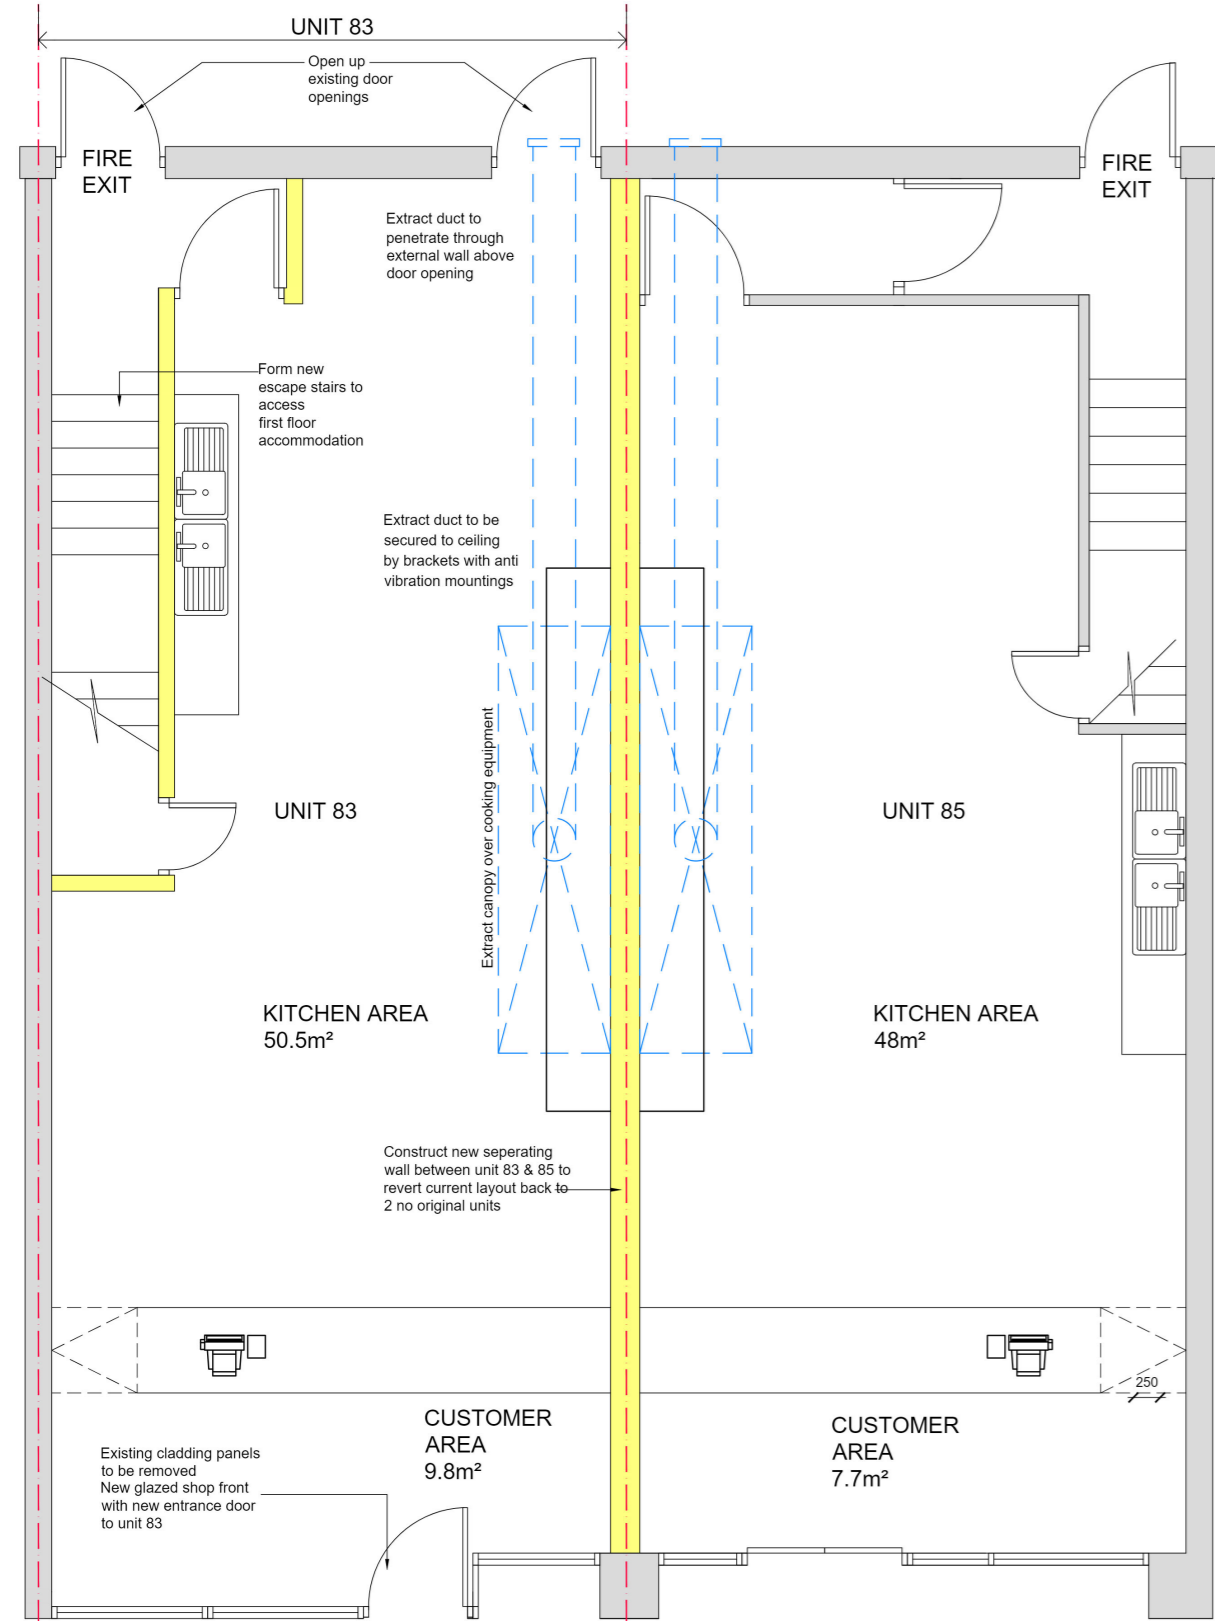 UNIT 83
Open up
existing door
openings
FIRE
EXIT
FIRE
EXIT
Extract duct to
penetrate through
external wall above
door opening
Form new
escape stairs to
access
first floor
accommodation
Extract duct to be
secured to ceiling
by brackets with anti
vibration mountings
Extract canopy over cooking equipment
UNIT 83
UNIT 85
KITCHEN AREA
50.5m²
KITCHEN AREA
48m²
Construct new seperating
wall between unit 83 & 85 to
revert current layout back to
2 no original units
250
CUSTOMER
AREA
9.8m²
CUSTOMER
AREA
7.7m²
Existing cladding panels
to be removed
New glazed shop front
with new entrance door
to unit 83